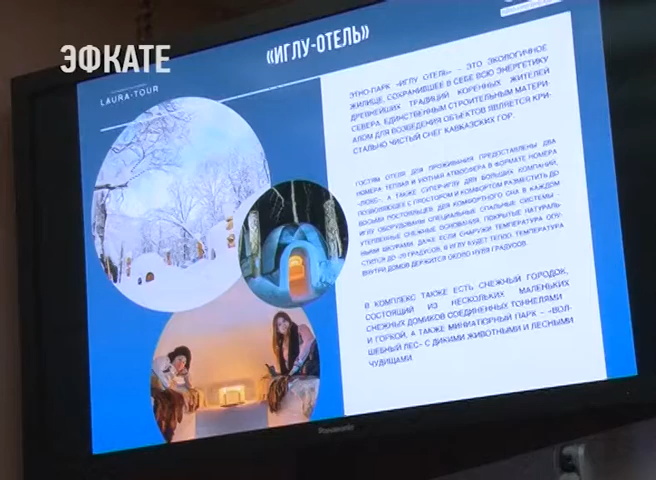 ЭФКАТЕ
«ИГЛУ-ОТЕЛЬ»
LAURA·TOUR
ЭТНО-ПАРК «ИГЛУ ОТЕЛЬ» – ЭТО ЭКОЛОГИЧНОЕ
ЖИЛИЩЕ, СОХРАНИВШЕЕ В СЕБЕ ВСЮ ЭНЕРГЕТИКУ
ДРЕВНЕЙШИХ ТРАДИЦИЙ КОРЕННЫХ ЖИТЕЛЕЙ
СЕВЕРА. ЕДИНСТВЕННЫМ СТРОИТЕЛЬНЫМ МАТЕРИ-
АЛОМ ДЛЯ ВОЗВЕДЕНИЯ ОБЪЕКТОВ ЯВЛЯЕТСЯ КРИ-
СТАЛЬНО ЧИСТЫЙ СНЕГ КАВКАЗСКИХ ГОР.
ГОСТЯМ ОТЕЛЯ ДЛЯ ПРОЖИВАНИЯ ПРЕДОСТАВЛЕНЫ ДВА
НОМЕРА ТЕПЛАЯ И УЮТНАЯ АТМОСФЕРА В ФОРМАТЕ НОМЕРА
«ЛЮКС», А ТАКЖЕ СУПЕР-ИГЛУ ДЛЯ БОЛЬШИХ КОМПАНИЙ,
ПОЗВОЛЯЮЩЕЕ С ПРОСТОРОМ И КОМФОРТОМ РАЗМЕСТИТЬ ДО
ВОСЬМИ ПОСТОЯЛЬЦЕВ. ДЛЯ КОМФОРТНОГО СНА В КАЖДОМ
ИГЛУ ОБОРУДОВАНЫ СПЕЦИАЛЬНЫЕ СПАЛЬНЫЕ СИСТЕМЫ –
УТЕПЛЕННЫЕ СНЕЖНЫЕ ОСНОВАНИЯ, ПОКРЫТЫЕ НАТУРАЛЬ-
НЫМИ ШКУРАМИ. ДАЖЕ ЕСЛИ СНАРУЖИ ТЕМПЕРАТУРА ОПУ-
СТИТСЯ ДО -20 ГРАДУСОВ, В ИГЛУ БУДЕТ ТЕПЛО. ТЕМПЕРАТУРА
ВНУТРИ ДОМОВ ДЕРЖИТСЯ ОКОЛО НУЛЯ ГРАДУСОВ.
В КОМПЛЕКС ТАКЖЕ ЕСТЬ СНЕЖНЫЙ ГОРОДОК,
СОСТОЯЩИЙ ИЗ НЕСКОЛЬКИХ МАЛЕНЬКИХ
СНЕЖНЫХ ДОМИКОВ СОЕДИНЕННЫХ ТОННЕЛЯМИ
И ГОРКОЙ, А ТАКЖЕ МИНИАТЮРНЫЙ ПАРК – «ВОЛ-
ШЕБНЫЙ ЛЕС» С ДИКИМИ ЖИВОТНЫМИ И ЛЕСНЫМИ
ЧУДИЩАМИ.
Panasonic